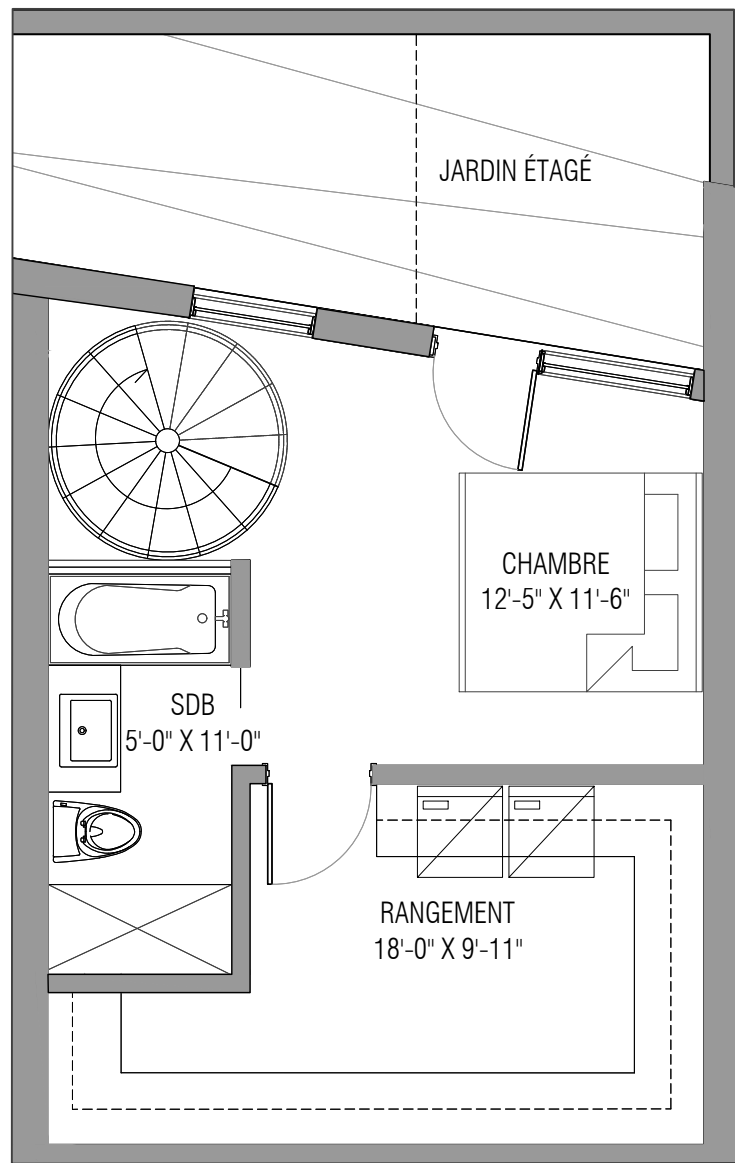 JARDIN ÉTAGÉ
CHAMBRE
12'-5" X 11'-6"
SDB
5'-0" X 11'-0"
RANGEMENT
18'-0" X 9'-11"